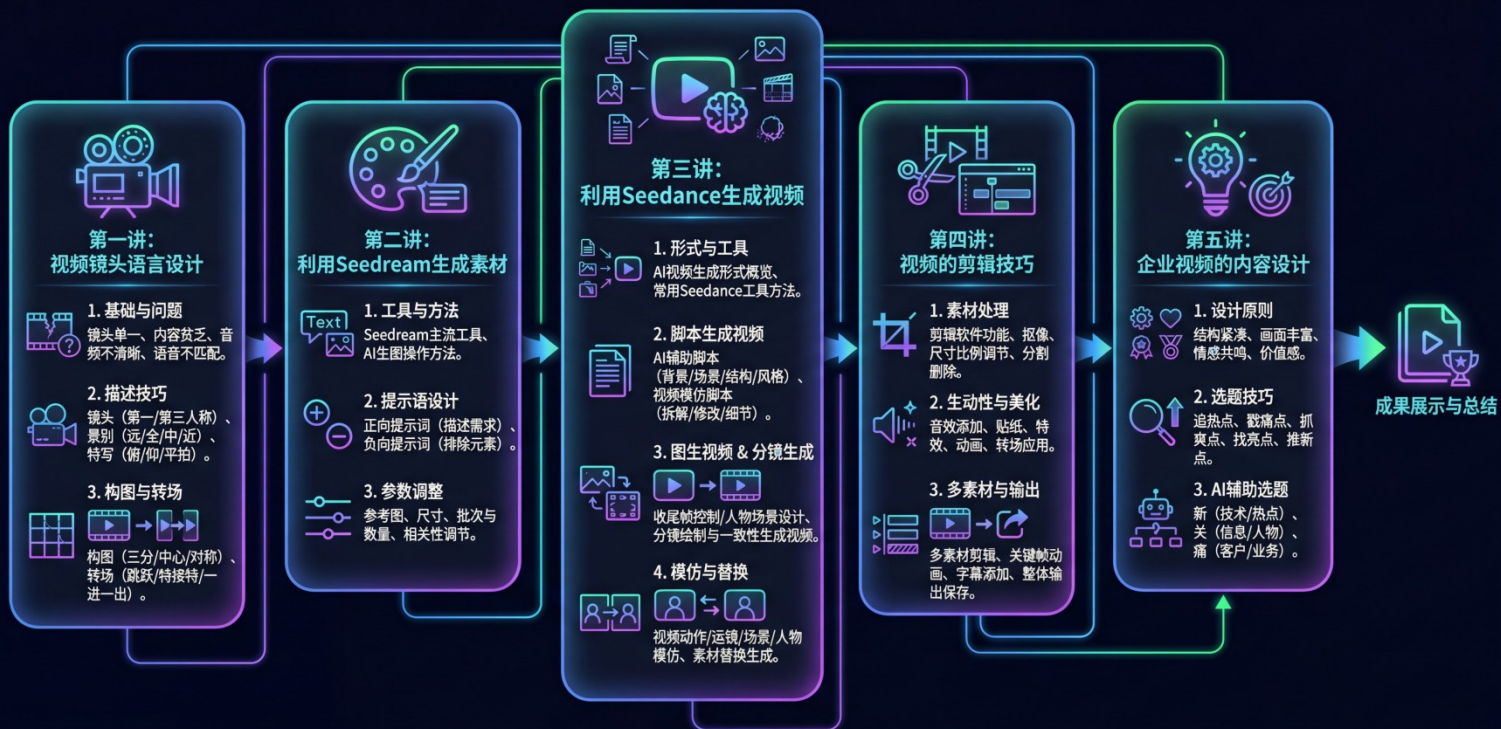 第一讲：
视频镜头语言设计
1. 基础与问题
镜头单一、内容贫乏、音
频不清晰、语音不匹配。
2. 描述技巧
镜头（第一/第三人称）、
景别（远/全/中/近）、
特写（俯/仰/平拍）。
3. 构图与转场
构图（三分/中心/对称）、
转场（跳跃/特接特/一
进一出）。
第二讲：
利用Seedream生成素材
Text
1. 工具与方法
Seedream主流工具、
AI生图操作方法。
2. 提示语设计
正向提示词（描述需求）、
负向提示词（排除元素）。
3. 参数调整
参考图、尺寸、批次与
数量、相关性调节。
第三讲：
利用Seedance生成视频
1. 形式与工具
AI视频生成形式概览、
常用Seedance工具方法。
2. 脚本生成视频
AI辅助脚本
（背景/场景/结构/风格）、
视频模仿脚本
（拆解/修改/细节）。
3. 图生视频 & 分镜生成
收尾帧控制/人物场景设计、
分镜绘制与一致性生成视频。
4. 模仿与替换
视频动作/运镜/场景/人物
模仿、素材替换生成。
第四讲：
视频的剪辑技巧
1. 素材处理
剪辑软件功能、抠像、
尺寸比例调节、分割
删除。
2. 生动性与美化
音效添加、贴纸、特
效、动画、转场应用。
3. 多素材与输出
多素材剪辑、关键帧动
画、字幕添加、整体输
出保存。
第五讲：
企业视频的内容设计
1. 设计原则
结构紧凑、画面丰富、
情感共鸣、价值感。
2. 选题技巧
追热点、戳痛点、抓
爽点、找亮点、推新
点。
3. AI辅助选题
新（技术/热点）、
关（信息/人物）、
痛（客户/业务）。
成果展示与总结